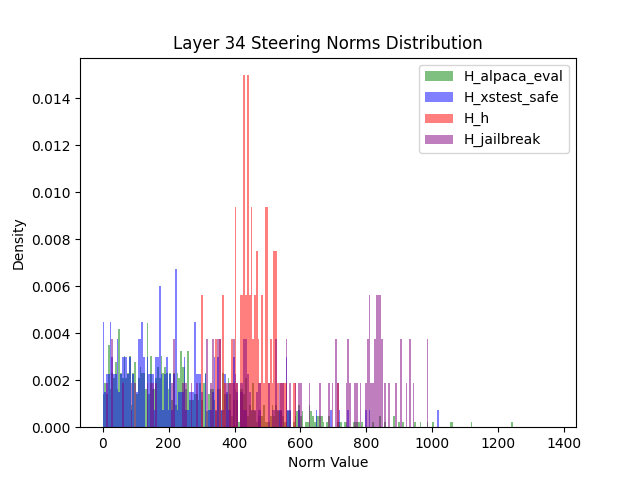 Layer 34 Steering Norms Distribution
H_alpaca_eval
H_xstest_safe
H_h
H_jailbreak
0.014
0.012
0.010
0.008
0.006
0.004
0.002
0.000
Density
0 200 400 600 800 1000 1200 1400
Norm Value